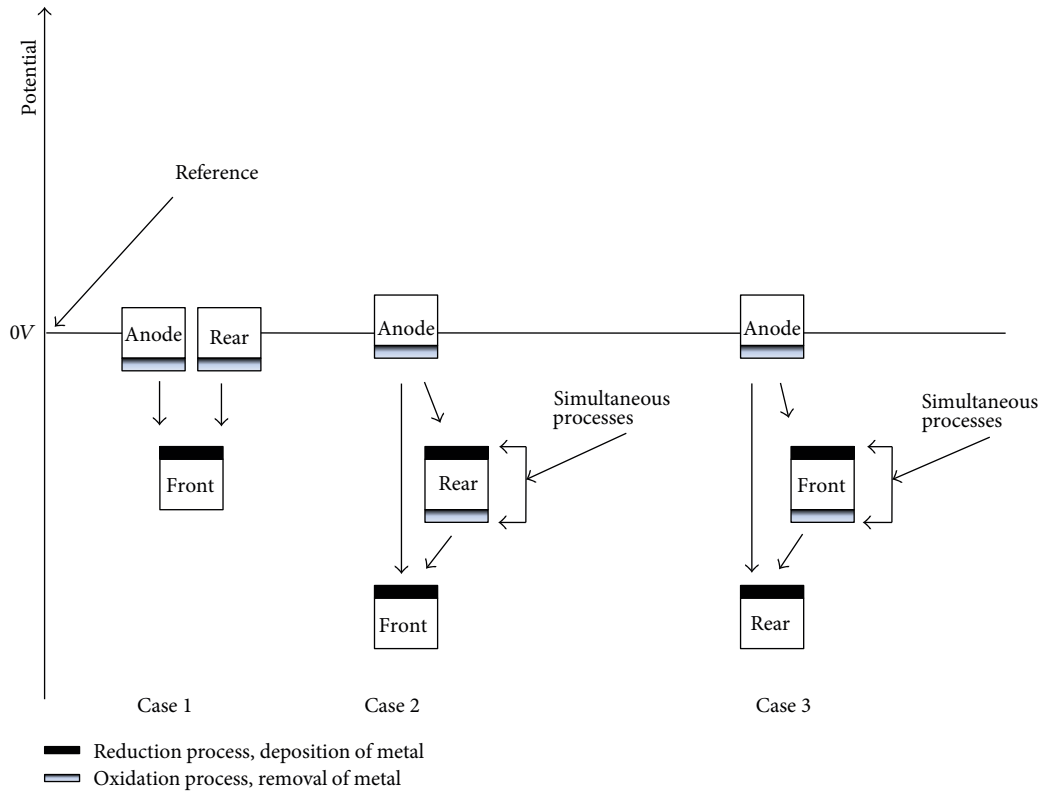 Potential
Reference
0V
Anode
Rear
Anode
Anode
Simultaneous
processes
Simultaneous
processes
Front
Rear
Front
Front
Rear
Case 1
Case 2
Case 3
Reduction process, deposition of metal
Oxidation process, removal of metal